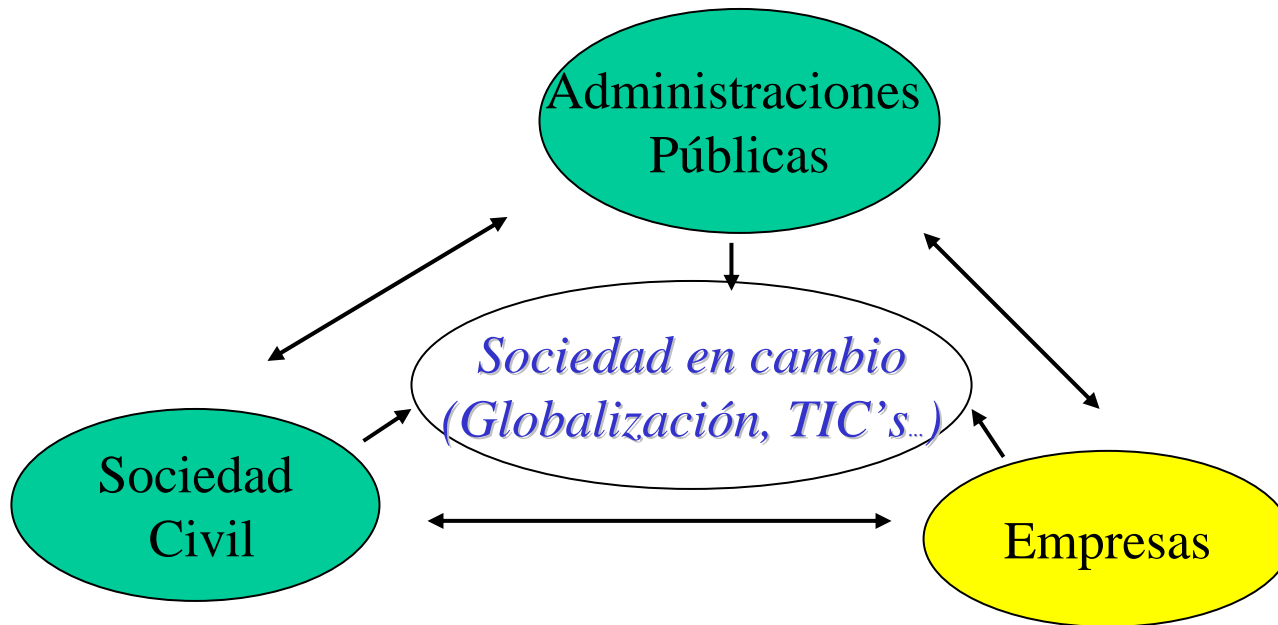 Administraciones
Públicas
Sociedad en cambio
(Globalización, TIC’s...)
Sociedad
Civil
Empresas